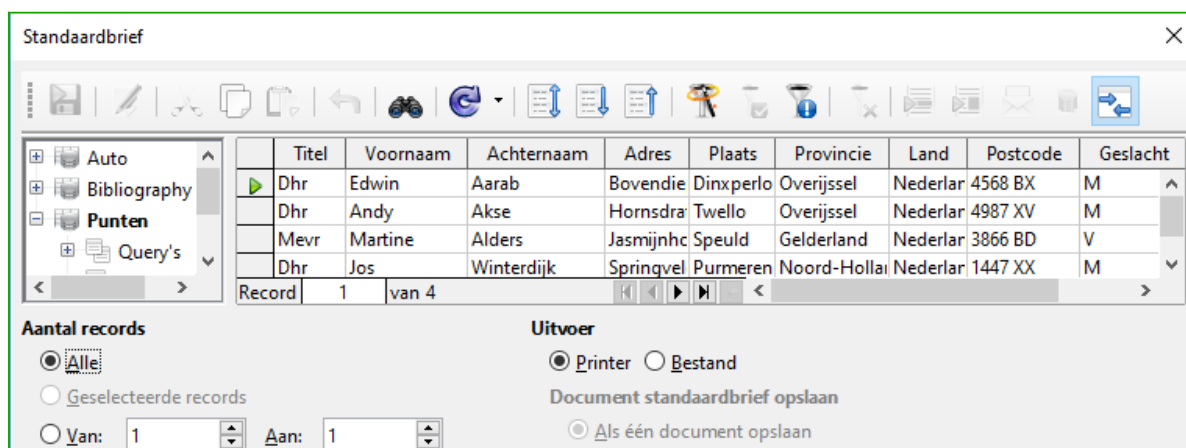 Standaardbrief
Auto
Bibliography
Punten
Query's
Titel Voornaam Achternaam Adres Plaats Provincie Land Postcode Geslacht
Dhr Edwin Aarab Bovendie Dinxperlo Overijssel Nederlar 4568 BX M
Dhr Andy Akse Hornsdra Twello Overijssel Nederlar 4987 XV M
Mevr Martine Alders Jasmijnho Speuld Gelderland Nederlar 3866 BD V
Dhr Jos Winterdijk Springvel Purmeren Noord-Hollan Nederlar 1447 XX M
Record 1 van 4
Aantal records
Alle
Geselecteerde records
Van: 1 Aan: 1
Uitvoer
Printer Bestand
Document standaardbrief opslaan
Als één document opslaan